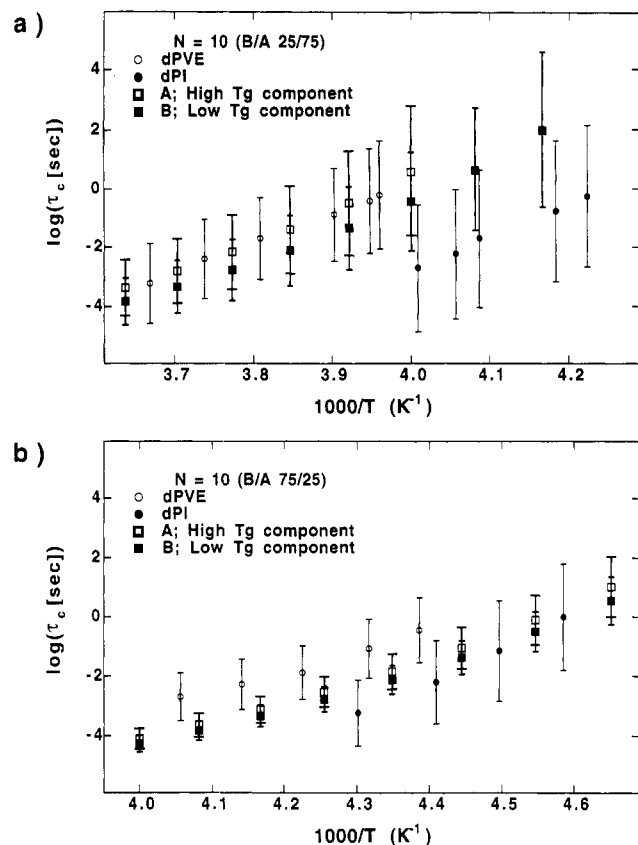 a)
N = 10 (B/A 25/75)
○ dPVE
● dPI
□ A; High Tg component
■ B; Low Tg component
4
2
0
-2
-4
log(τc [sec])
3.7 3.8 3.9 4.0 4.1 4.2
1000/T (K⁻¹)
b)
N = 10 (B/A 75/25)
○ dPVE
● dPI
□ A; High Tg component
■ B; Low Tg component
4
2
0
-2
-4
log(τc [sec])
4.0 4.1 4.2 4.3 4.4 4.5 4.6
1000/T (K⁻¹)